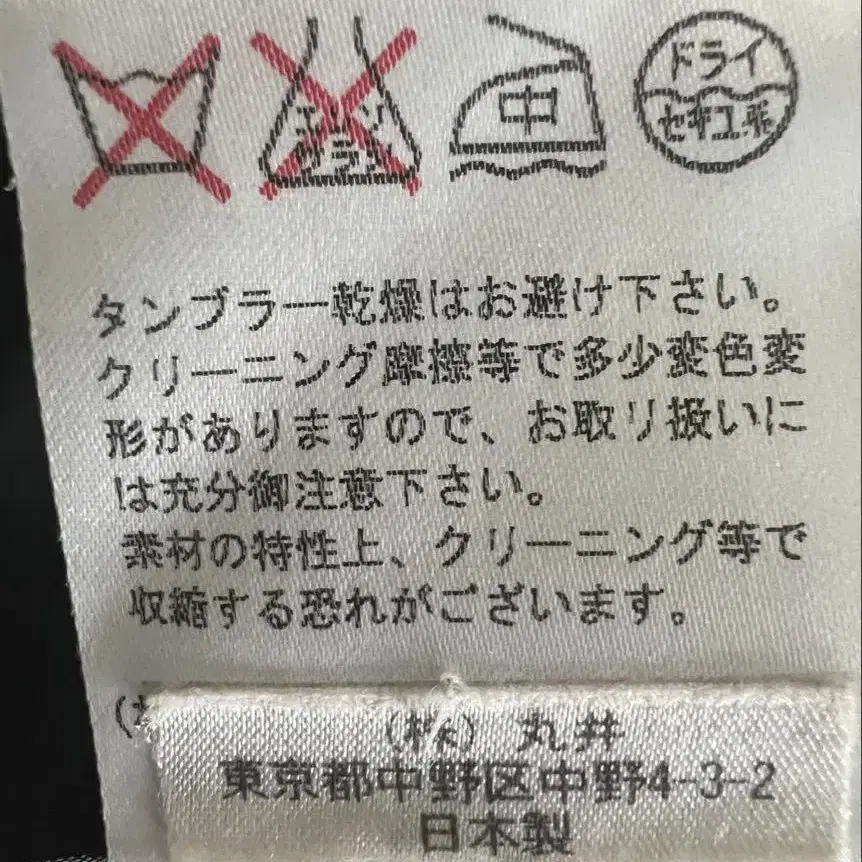 エンソ
サラシ
中
ドライ
セキユ系
タンブラー乾燥はお避け下さい。
クリーニング摩擦等で多少変色変
形がありますので、お取り扱いに
は充分御注意下さい。
素材の特性上、クリーニング等で
収縮する恐れがございます。
(株) 丸井
東京都中野区中野4-3-2
日本製